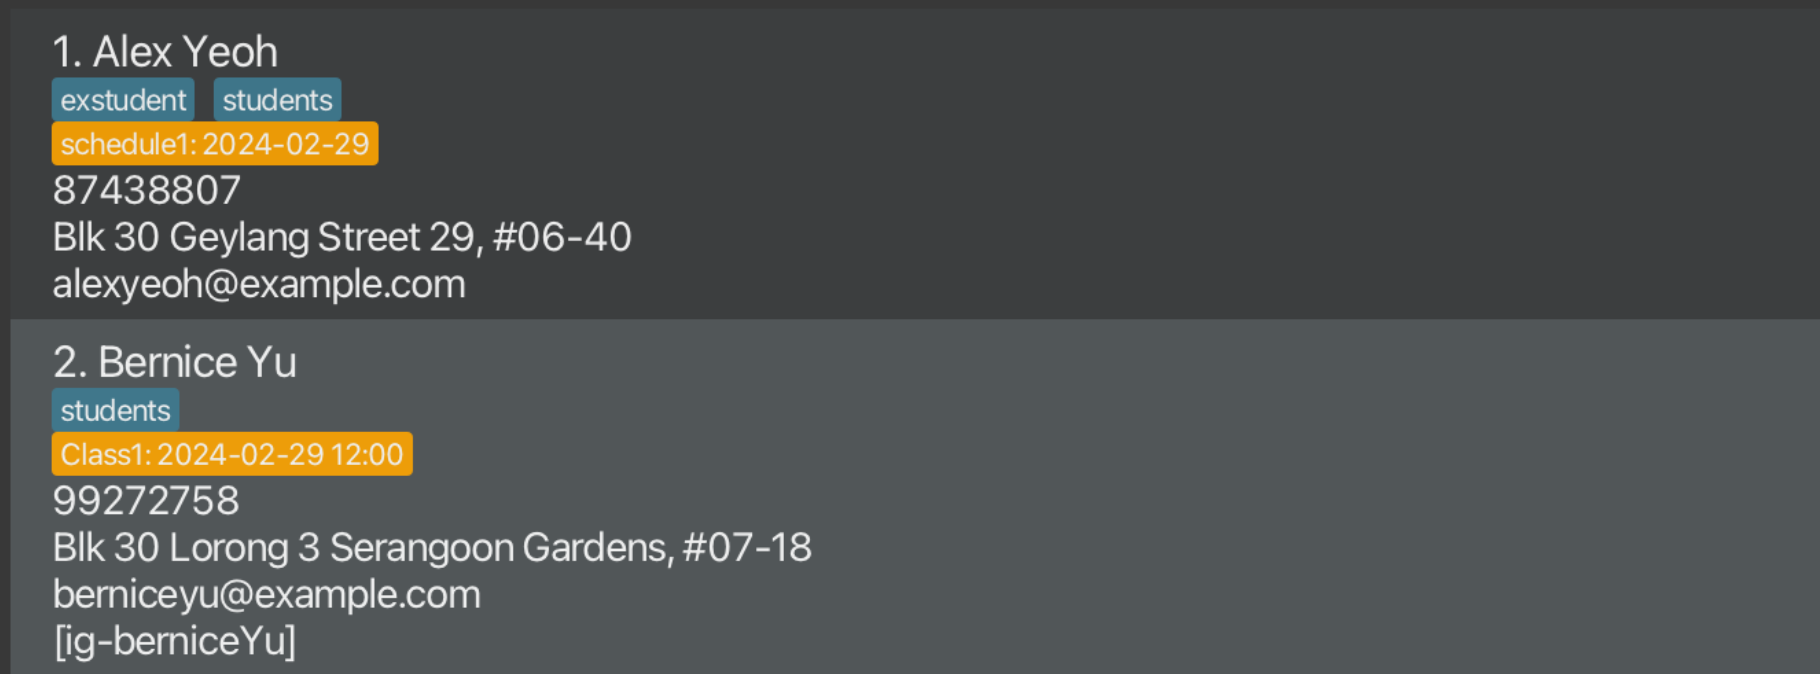 1. Alex Yeoh
exstudent students
schedule1: 2024-02-29
87438807
Blk 30 Geylang Street 29, #06-40
alexyeoh@example.com
2. Bernice Yu
students
Class1: 2024-02-29 12:00
99272758
Blk 30 Lorong 3 Serangoon Gardens, #07-18
berniceyu@example.com
[ig-berniceYu]